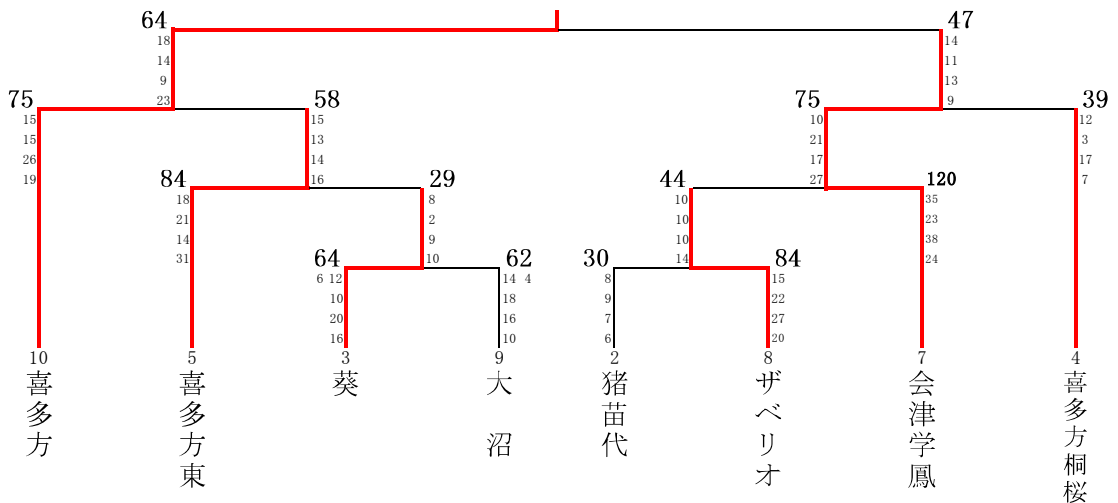 64 47
18 14
14 11
9 13
23 9
75 58 75 39
15 15 10 12
15 13 21 3
26 14 17 17
19 16 27 7
84 29 44 120
18 8 10 35
21 2 10 23
14 9 10 38
31 10 14 24
64 62 30 84
6 12 14 4 8 15
10 18 9 22
20 16 7 27
16 10 6 20
10 5 3 9 2 8 7 4
喜多方
喜多方東
葵
大 沼
猪苗代
ザベリオ
会津学鳳
喜多方桐桜